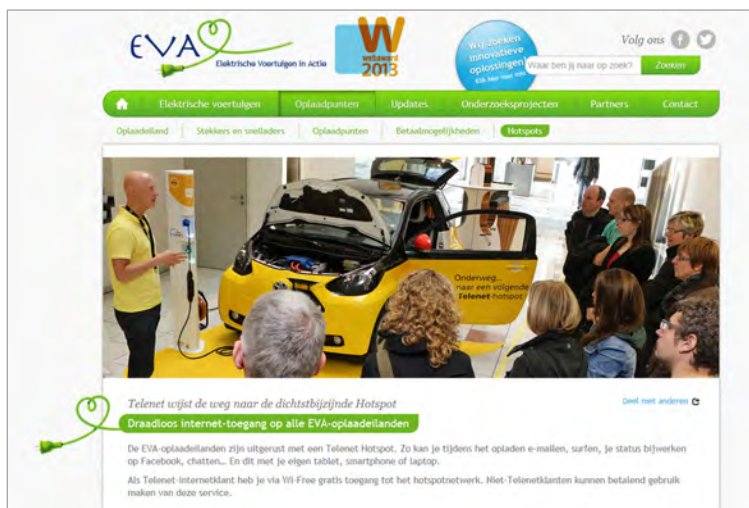 EVA
Elektrische Voertuigen in Actie
W
webaward
2013
Wij zoeken
innovatieve
oplossingen
Klik hier voor info
Volg ons
Waar ben jij naar op zoek?
Zoeken
Elektrische voertuigen Oplaadpunten Updates Onderzoeksprojecten Partners Contact
Oplaadeiland Stekkers en snelladers Oplaadpunten Betaalmogelijkheden Hotspots
Onderweg...
naar een volgende
Telenet-hotspot
Telenet wijst de weg naar de dichtstbijzijnde Hotspot
Deel met anderen
Draadloos internet-toegang op alle EVA-oplaadeilanden
De EVA-oplaadeilanden zijn uitgerust met een Telenet Hotspot. Zo kan je tijdens het opladen e-mailen, surfen, je status bijwerken
op Facebook, chatten... En dit met je eigen tablet, smartphone of laptop.
Als Telenet-internetklant heb je via Wi-Free gratis toegang tot het hotspotnetwerk. Niet-Telenetklanten kunnen betalend gebruik
maken van deze service.